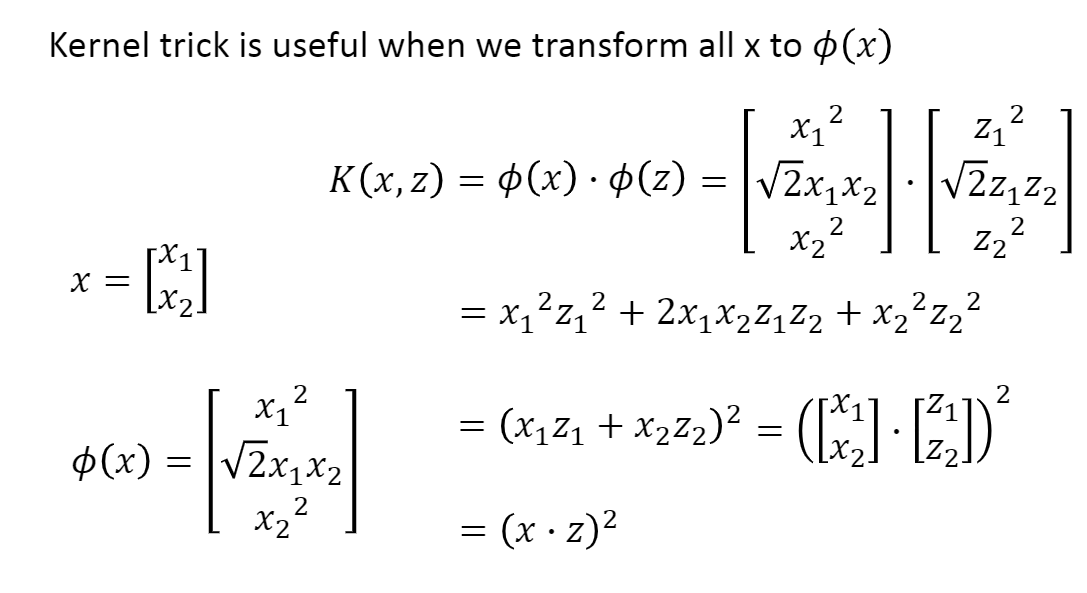 Kernel trick is useful when we transform all x to ϕ(x)
K(x, z) = ϕ(x) · ϕ(z) = [x₁² √2x₁x₂ x₂²] · [z₁² √2z₁z₂ z₂²]
x = [x₁ x₂]
= x₁²z₁² + 2x₁x₂z₁z₂ + x₂²z₂²
ϕ(x) = [x₁² √2x₁x₂ x₂²]
= (x₁z₁ + x₂z₂)² = ([x₁ x₂] · [z₁ z₂])²
= (x · z)²